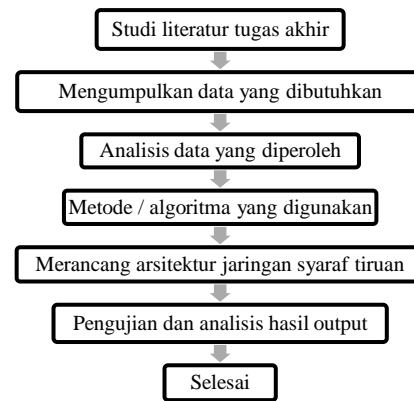 Studi literatur tugas akhir
Mengumpulkan data yang dibutuhkan
Analisis data yang diperoleh
Metode / algoritma yang digunakan
Merancang arsitektur jaringan syaraf tiruan
Pengujian dan analisis hasil output
Selesai